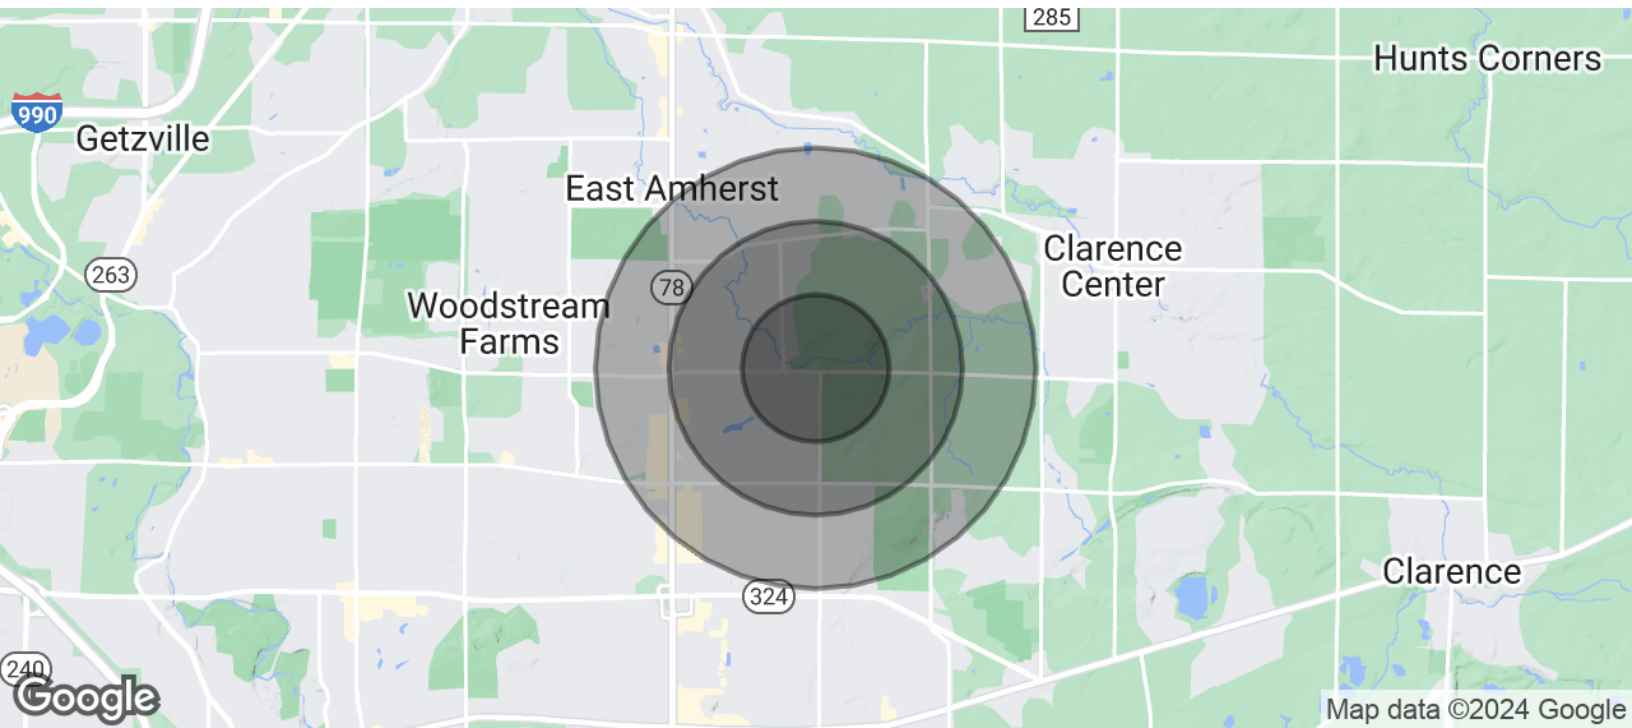 285
Hunts Corners
990
Getzville
East Amherst
Clarence
Center
263
78
Woodstream
Farms
Clarence
324
240
Google
Map data ©2024 Google